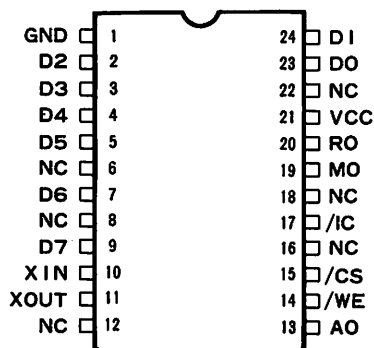 GND 1 24 DI
D2 2 23 DO
D3 3 22 NC
D4 4 21 VCC
D5 5 20 RO
NC 6 19 MO
D6 7 18 NC
NC 8 17 /IC
D7 9 16 NC
XIN 10 15 /CS
XOUT 11 14 /WE
NC 12 13 AO